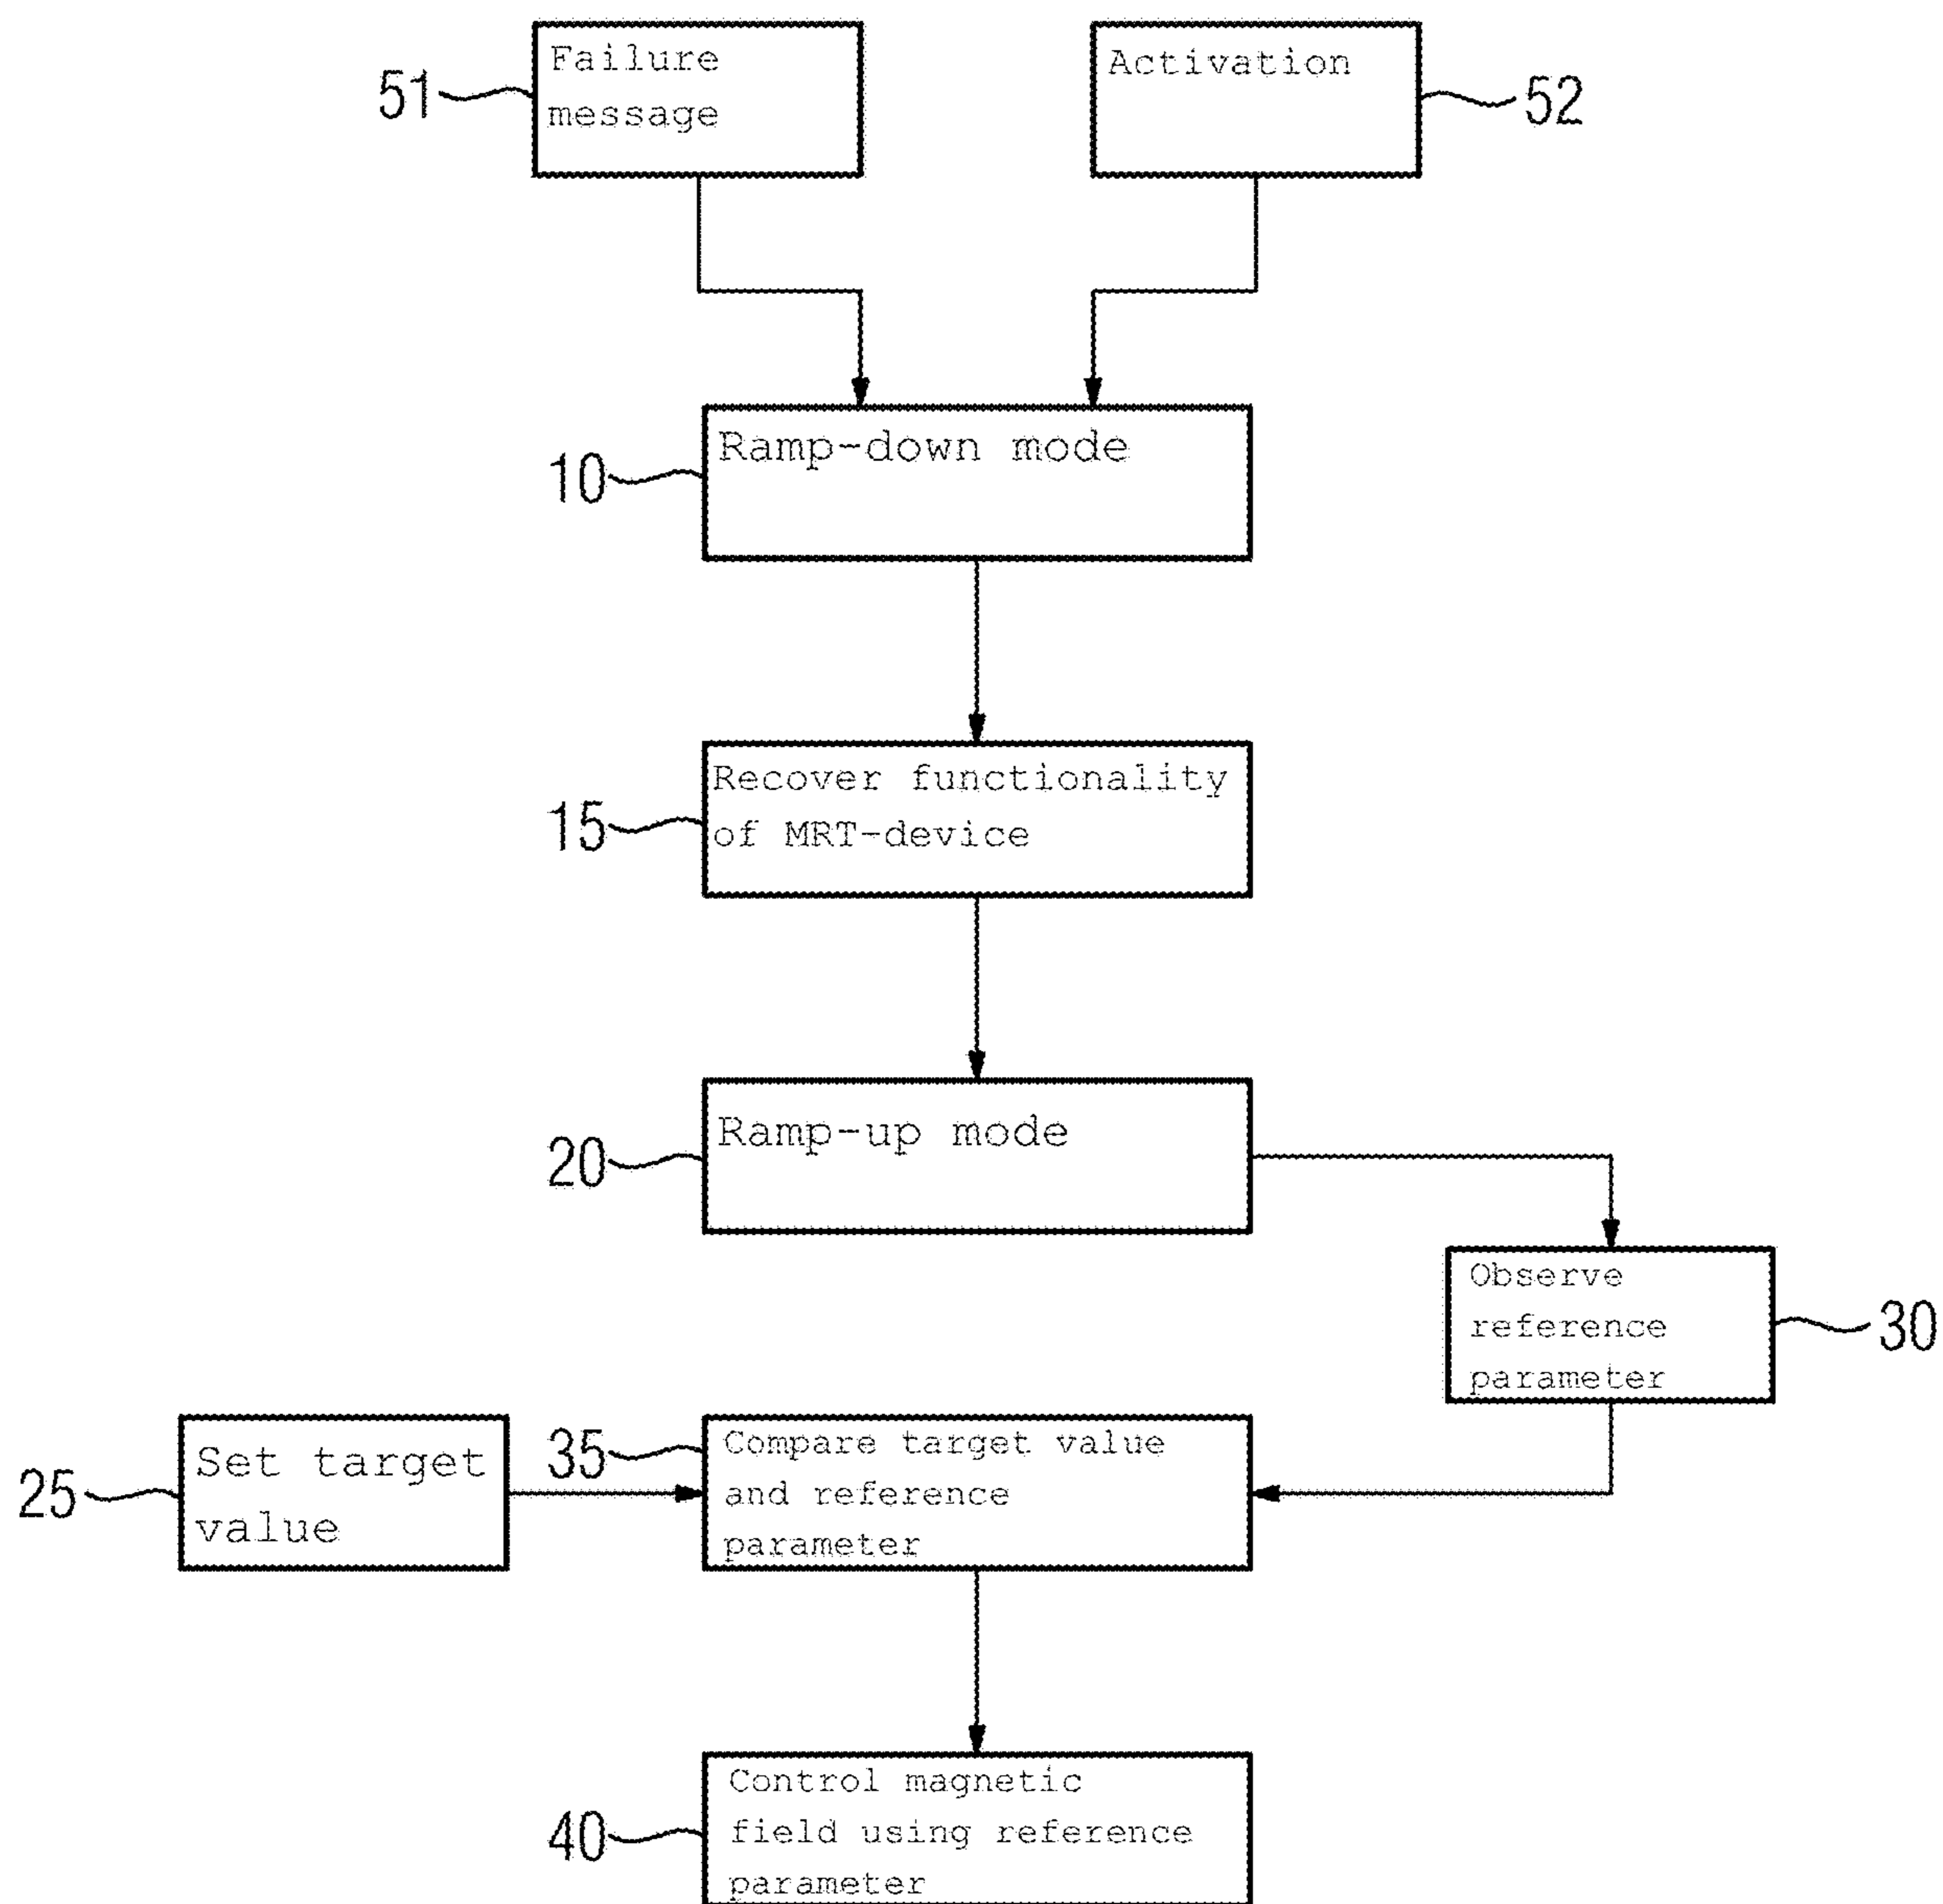 51
Failure
message
Activation
52
10
Ramp-down mode
15
Recover functionality
of MRT-device
20
Ramp-up mode
Observe
reference
parameter
30
25
Set target
value
35
Compare target value
and reference
parameter
40
Control magnetic
field using reference
parameter